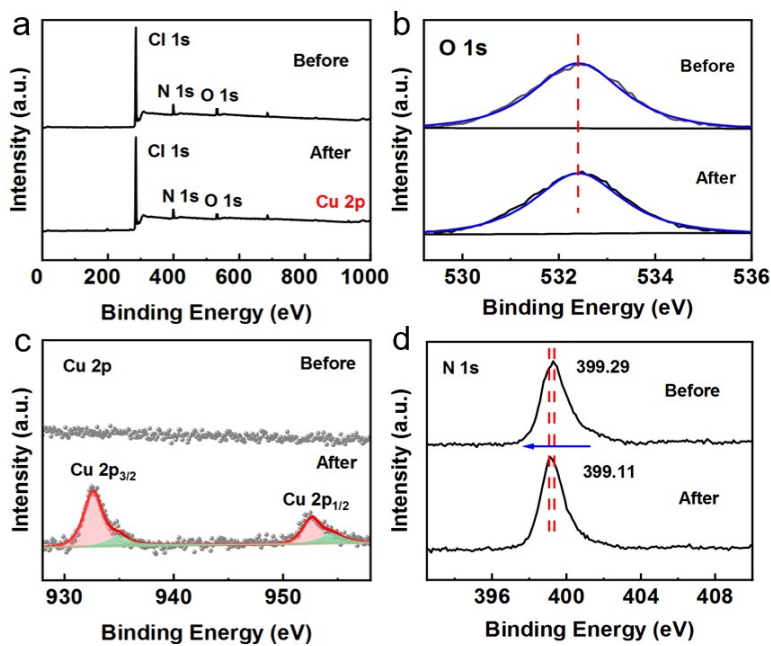 a
Cl 1s
Before
N 1s
O 1s
After
Cl 1s
N 1s
O 1s
Cu 2p
Intensity (a.u.)
0 200 400 600 800 1000
Binding Energy (eV)
b
O 1s
Before
After
Intensity (a.u.)
530 532 534 536
Binding Energy (eV)
c
Cu 2p
Before
After
Cu 2p3/2
Cu 2p1/2
Intensity (a.u.)
930 940 950
Binding Energy (eV)
d
N 1s
399.29
Before
399.11
After
Intensity (a.u.)
396 400 404 408
Binding Energy (eV)